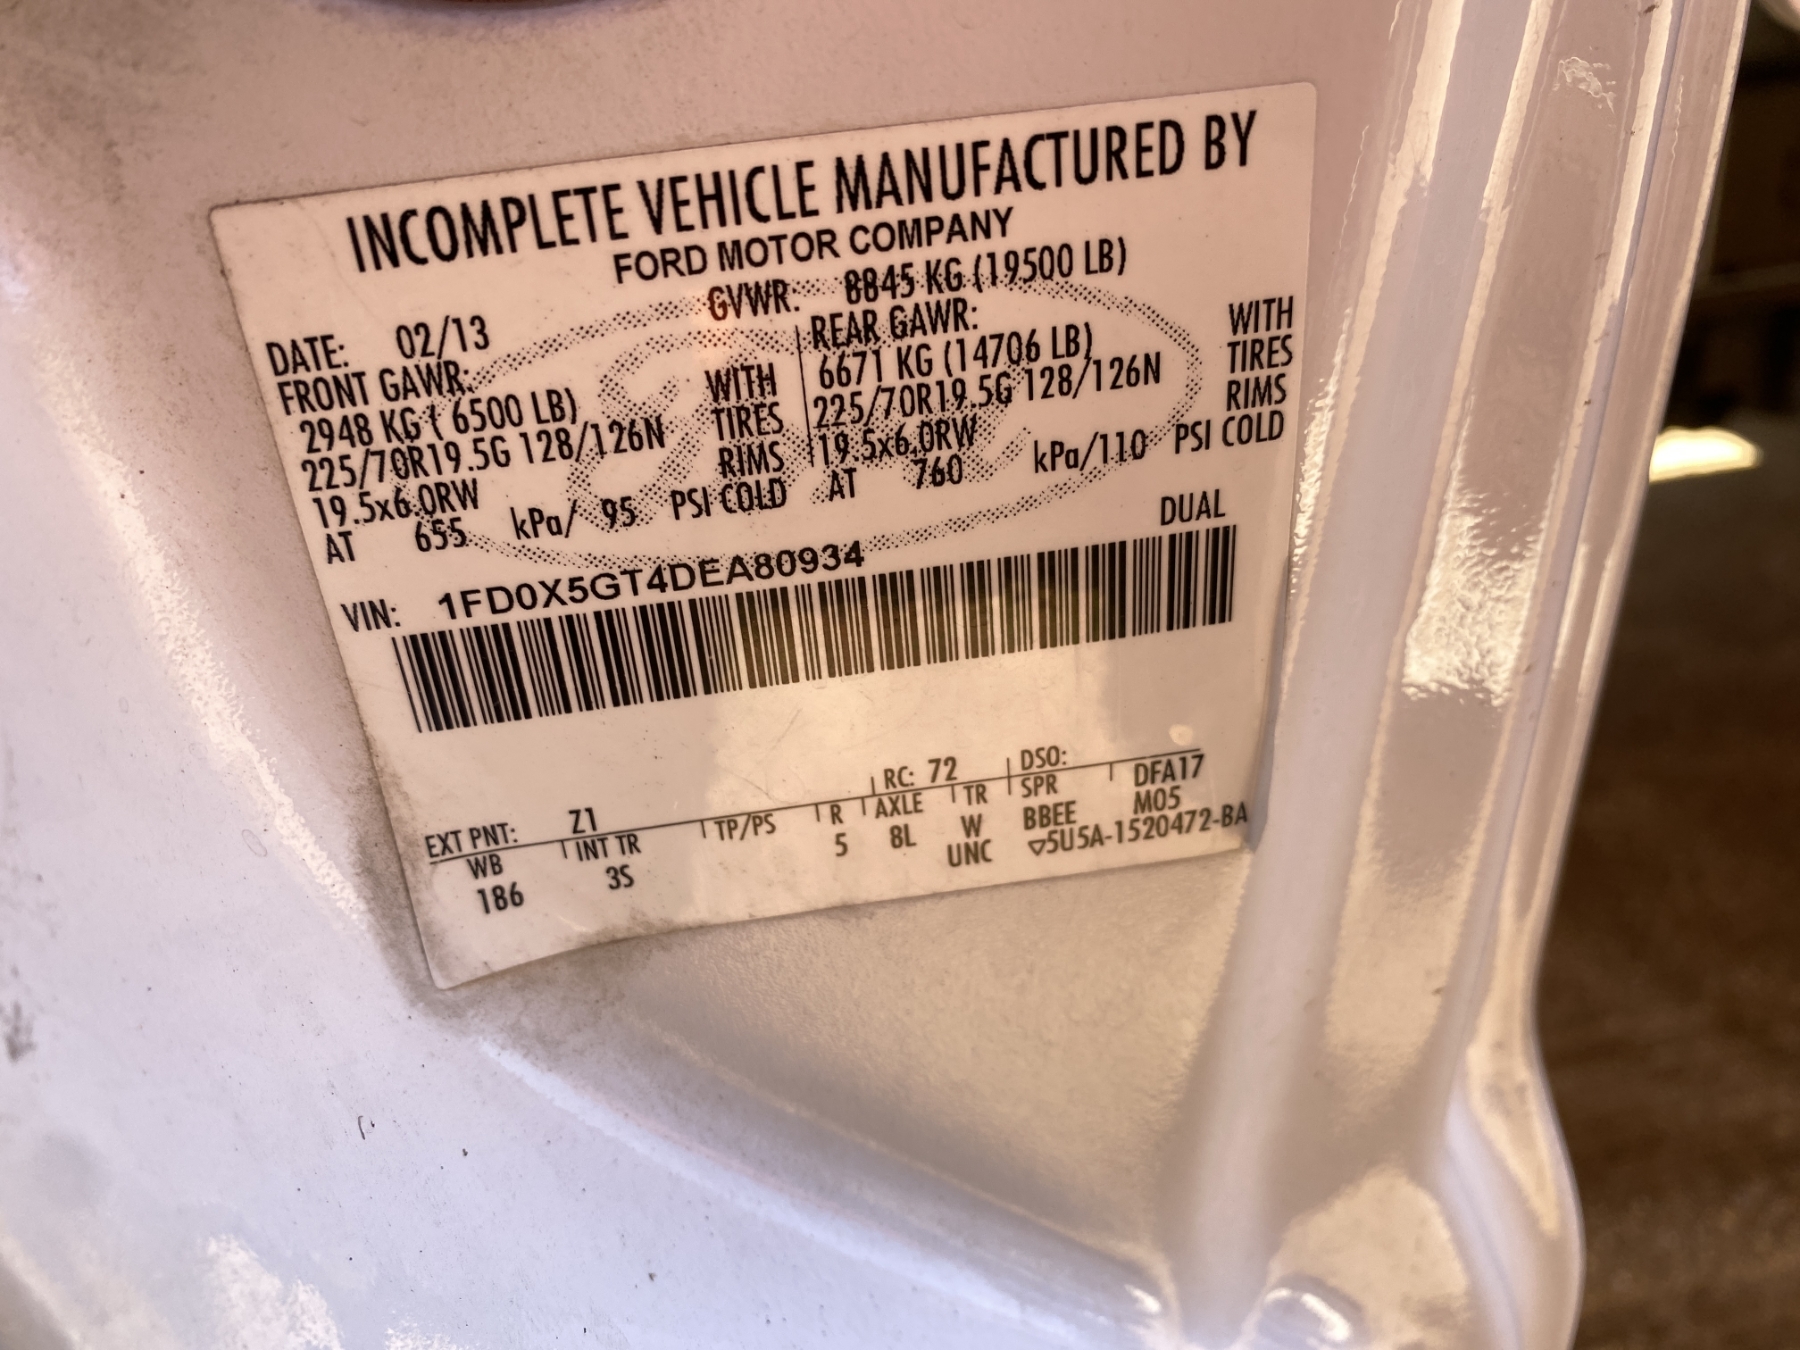 INCOMPLETE VEHICLE MANUFACTURED BY
FORD MOTOR COMPANY
DATE: 02/13 GVWR: 8845 KG (19500 LB)
FRONT GAWR: REAR GAWR:
2948 KG ( 6500 LB) WITH 6671 KG (14706 LB) WITH
225/70R19.5G 128/126N TIRES 225/70R19.5G 128/126N TIRES
19.5x6.0RW RIMS 19.5x6.0RW RIMS
AT 655 kPa/ 95 PSI COLD AT 760 kPa/110 PSI COLD
DUAL
VIN: 1FD0X5GT4DEA80934
EXT PNT: Z1 RC: 72 DSO:
WB INT TR TP/PS R AXLE TR SPR DFA17
186 3S 5 8L W BBEE M05
UNC ▽5U5A-1520472-BA